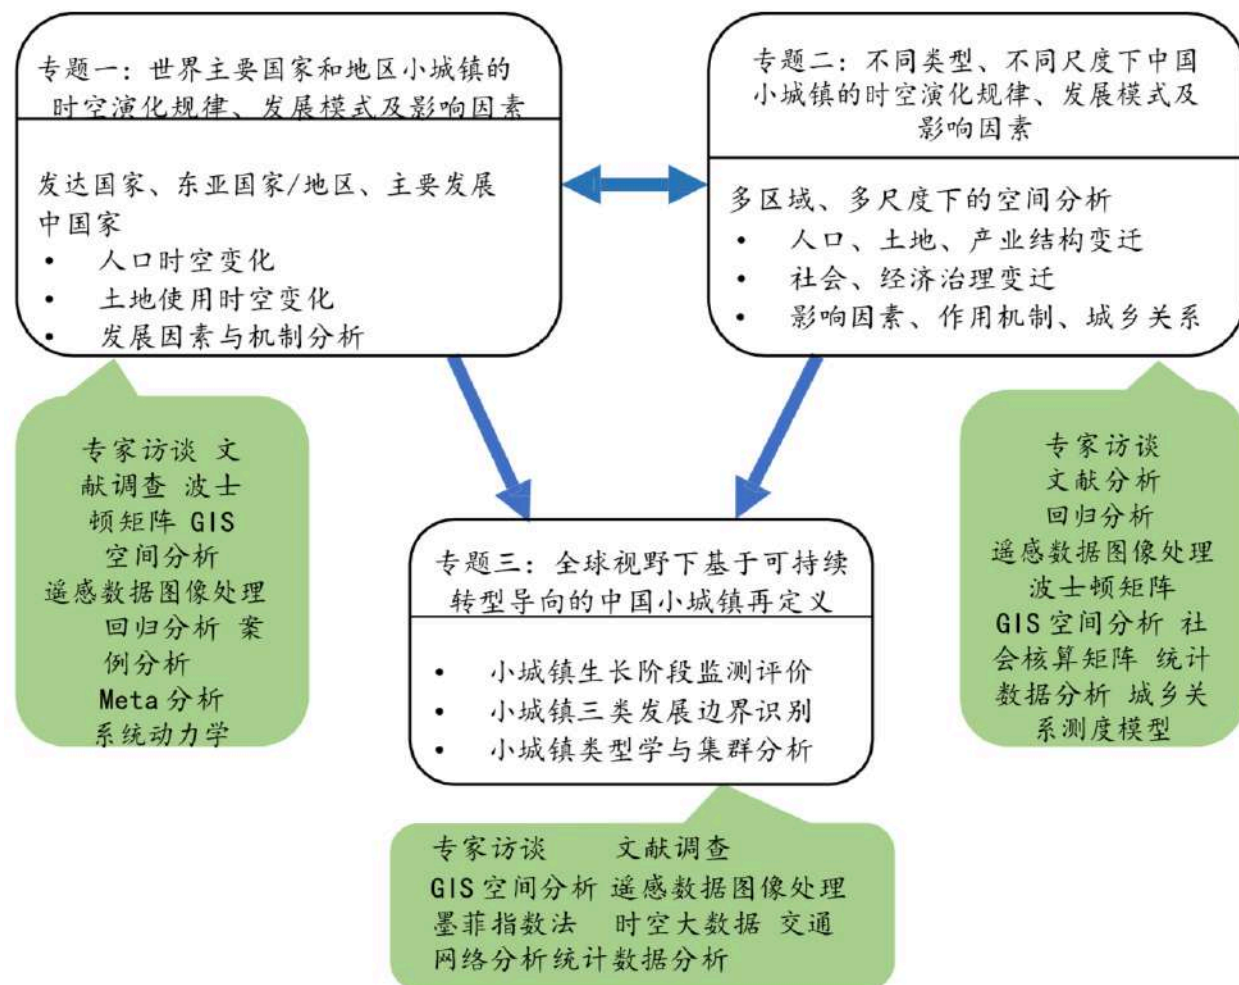 专题一：世界主要国家和地区小城镇的
时空演化规律、发展模式及影响因素
发达国家、东亚国家/地区、主要发展
中国家
• 人口时空变化
• 土地使用时空变化
• 发展因素与机制分析
专题二：不同类型、不同尺度下中国
小城镇的时空演化规律、发展模式及
影响因素
多区域、多尺度下的空间分析
• 人口、土地、产业结构变迁
• 社会、经济治理变迁
• 影响因素、作用机制、城乡关系
专家访谈 文
献调查 波士
顿矩阵 GIS
空间分析
遥感数据图像处理
回归分析 案
例分析
Meta 分析
系统动力学
专家访谈
文献分析
回归分析
遥感数据图像处理
波士顿矩阵
GIS 空间分析 社
会核算矩阵 统计
数据分析 城乡关
系测度模型
专题三：全球视野下基于可持续
转型导向的中国小城镇再定义
• 小城镇生长阶段监测评价
• 小城镇三类发展边界识别
• 小城镇类型学与集群分析
专家访谈 文献调查
GIS 空间分析 遥感数据图像处理
墨菲指数法 时空大数据 交通
网络分析统计数据分析